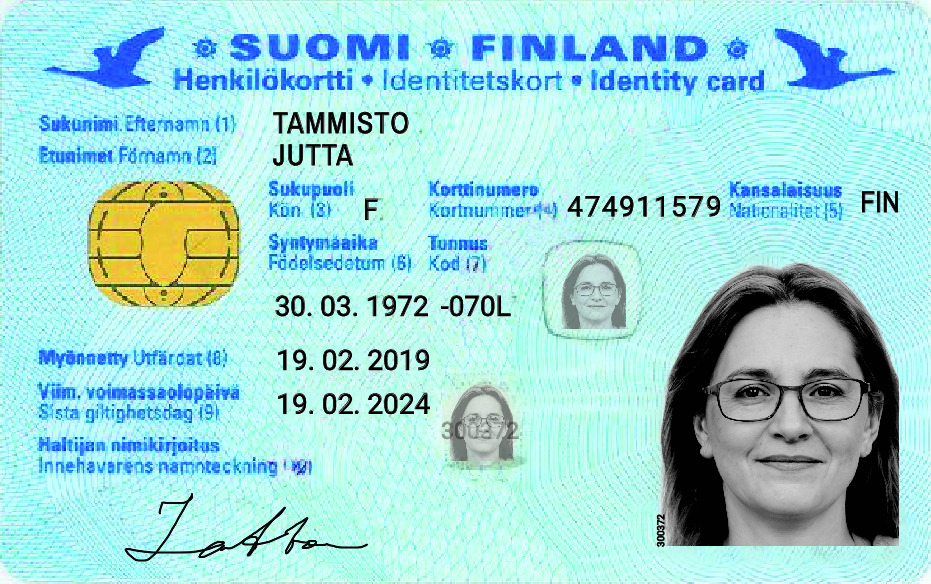 SUOMI FINLAND
Henkilökortti • Identitetskort • Identity card
Sukunimi Efternamn (1) TAMMISTO
Etunimet Förnamn (2) JUTTA
Sukupuoli Korttinumero Kansalaisuus
Kön (3) F Kortnummer (4) 474911579 Nationalitet (5) FIN
Syntymäaika Tunnus
Födelsedatum (6) Kod (7)
30. 03. 1972 -070L
Myönnetty Utfärdat (8) 19. 02. 2019
Viim. voimassaolopäivä 19. 02. 2024
Sista giltighetsdag (9)
300372
Haltijan nimikirjoitus
Innehavarens namnteckning
300372